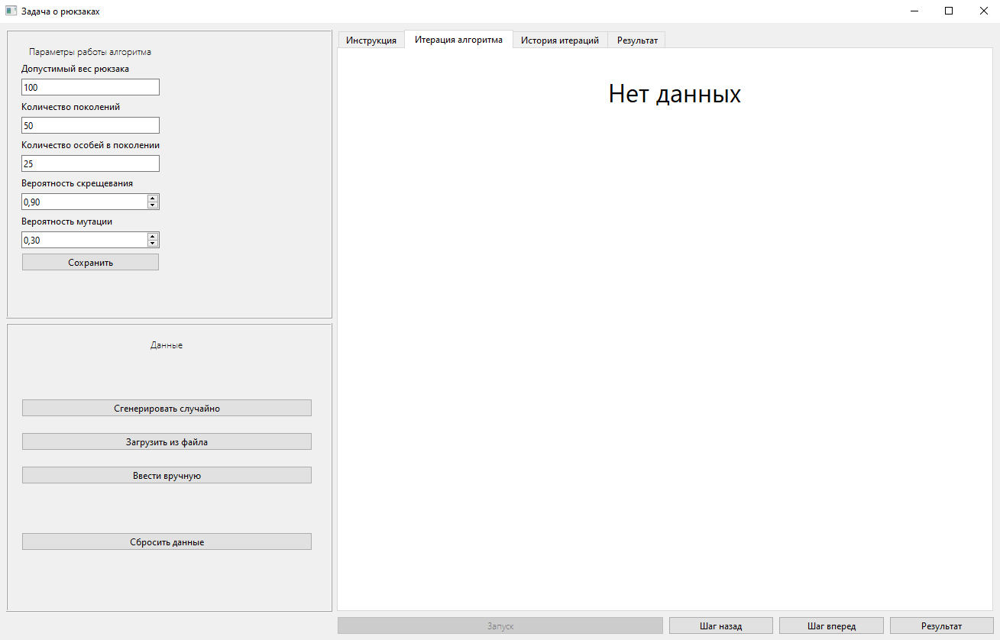 Задача о рюкзаках
Параметры работы алгоритма
Допустимый вес рюкзака
100
Количество поколений
50
Количество особей в поколении
25
Вероятность скрещевания
0,90
Вероятность мутации
0,30
Сохранить
Данные
Сгенерировать случайно
Загрузить из файла
Ввести вручную
Сбросить данные
Инструкция Итерация алгоритма История итераций Результат
Нет данных
Запуск Шаг назад Шаг вперед Результат